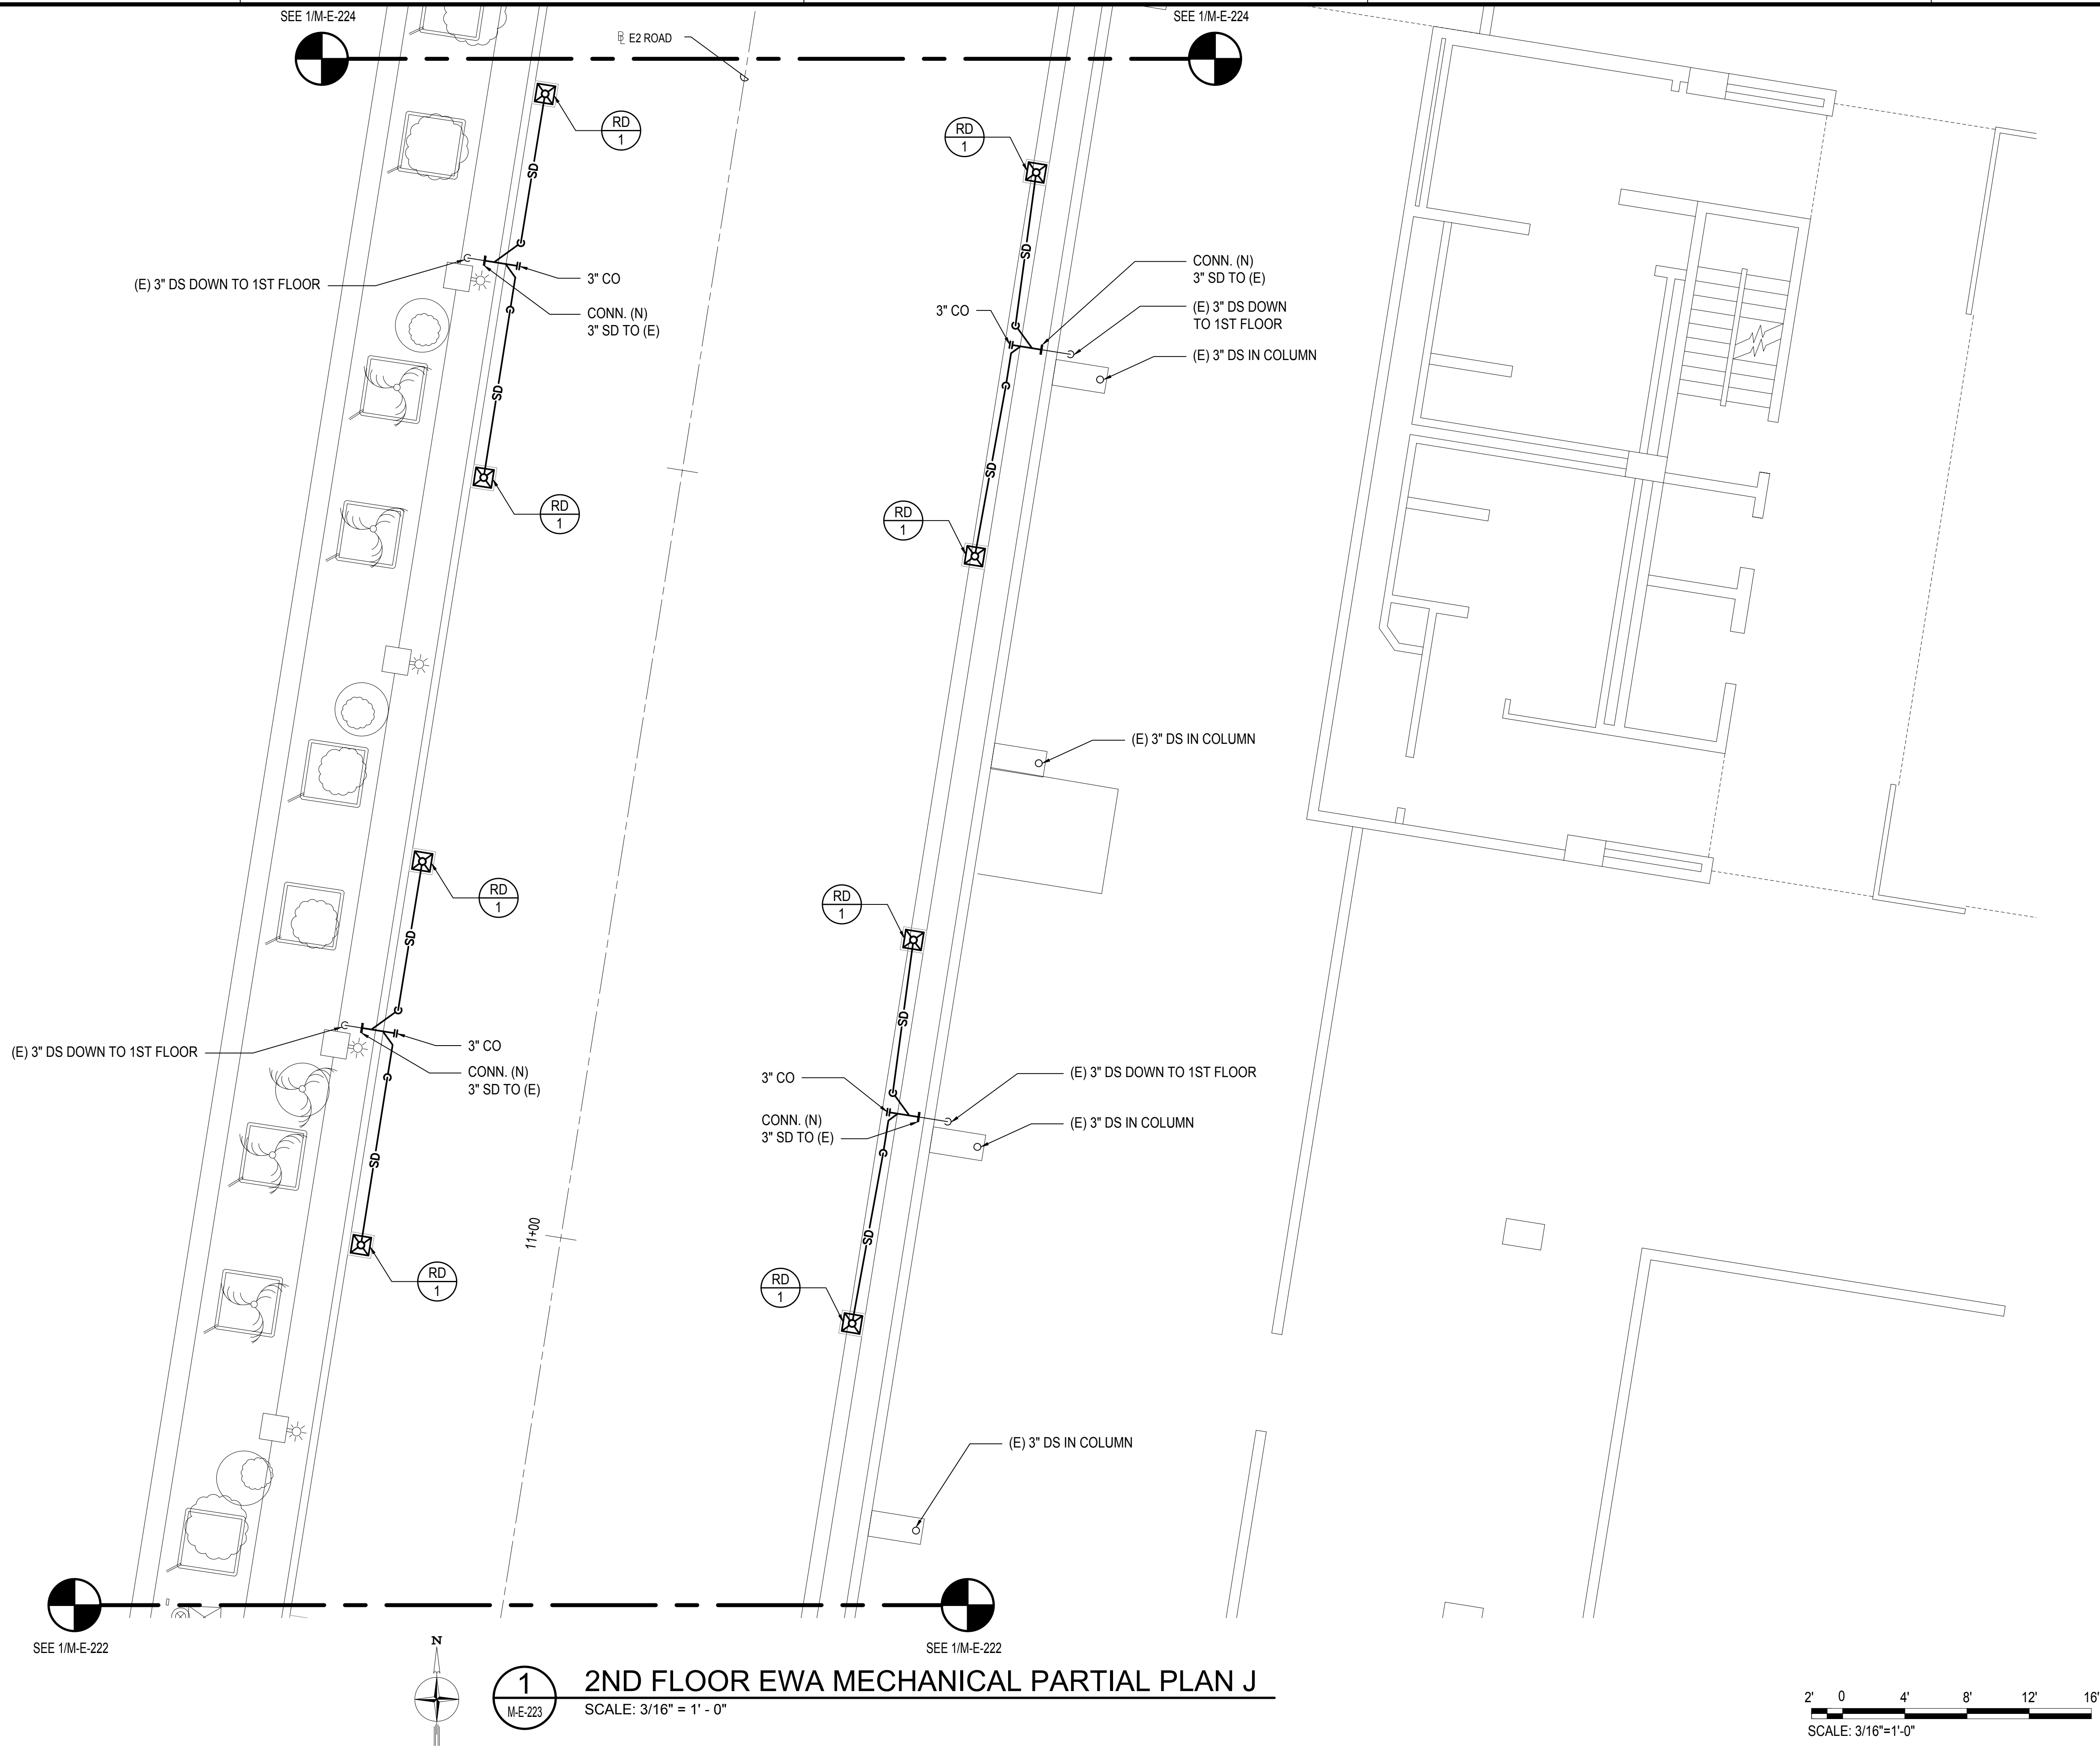 SEE 1/M-E-224
SEE 1/M-E-224
E2 ROAD
RD
1
RD
1
SD
SD
(E) 3" DS DOWN TO 1ST FLOOR
3" CO
CONN. (N)
3" SD TO (E)
CONN. (N)
3" SD TO (E)
3" CO
(E) 3" DS DOWN
TO 1ST FLOOR
(E) 3" DS IN COLUMN
SD
SD
RD
1
RD
1
(E) 3" DS IN COLUMN
RD
1
RD
1
SD
SD
(E) 3" DS DOWN TO 1ST FLOOR
3" CO
CONN. (N)
3" SD TO (E)
3" CO
(E) 3" DS DOWN TO 1ST FLOOR
CONN. (N)
3" SD TO (E)
(E) 3" DS IN COLUMN
SD
SD
11+00
RD
1
RD
1
(E) 3" DS IN COLUMN
SEE 1/M-E-222
SEE 1/M-E-222
N
1
M-E-223
2ND FLOOR EWA MECHANICAL PARTIAL PLAN J
SCALE: 3/16" = 1' - 0"
2' 0 4' 8' 12' 16'
SCALE: 3/16"=1'-0"